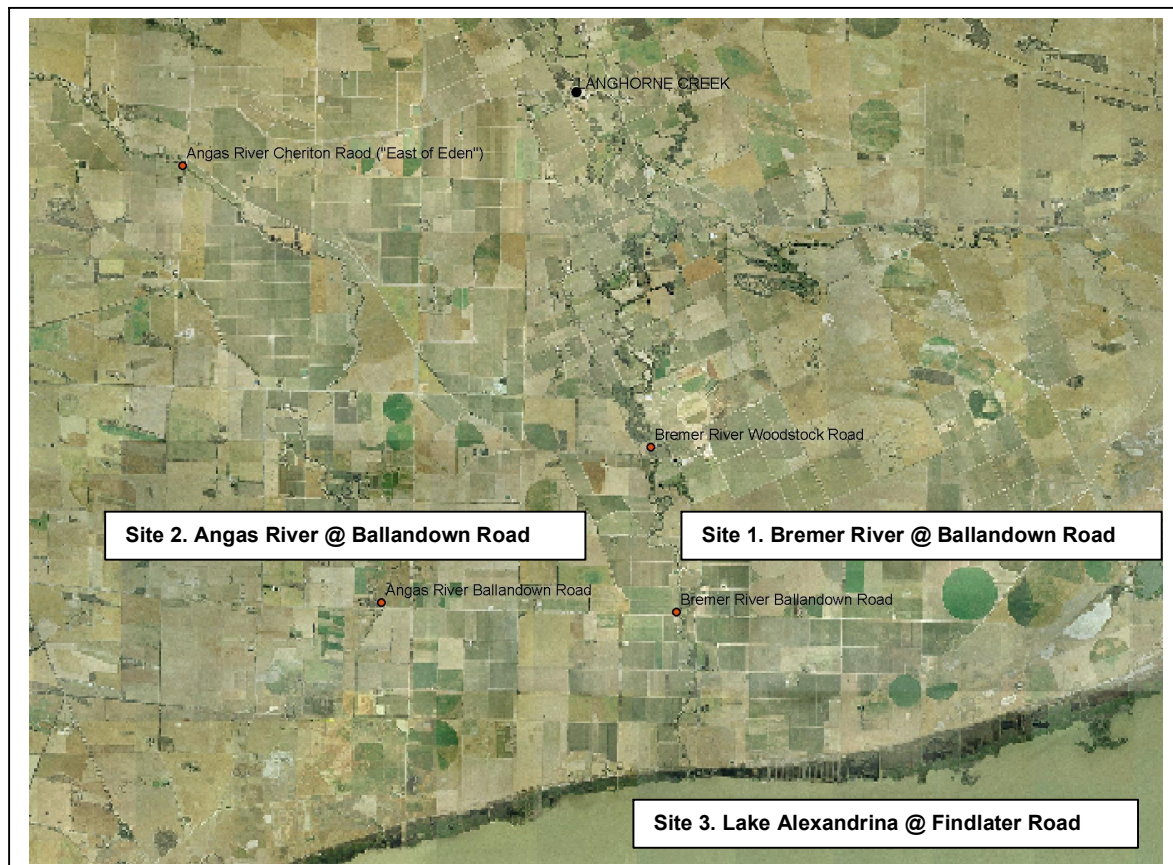 LANGHORNE CREEK
Angas River Cheriton Raod ("East of Eden")
Bremer River Woodstock Road
Site 2. Angas River @ Ballandown Road
Site 1. Bremer River @ Ballandown Road
Angas River Ballandown Road
Bremer River Ballandown Road
Site 3. Lake Alexandrina @ Findlater Road